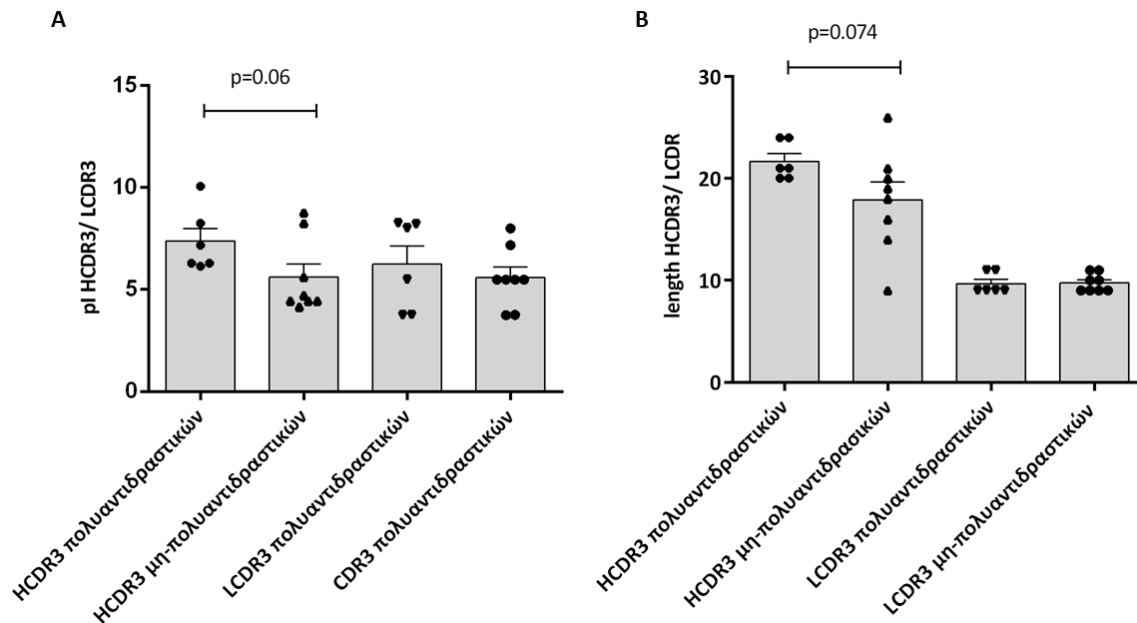 A
p=0.06
pI HCDR3/ LCDR3
15
10
5
0
HCDR3 πολυαντιδραστικών
HCDR3 μη-πολυαντιδραστικών
LCDR3 πολυαντιδραστικών
CDR3 πολυαντιδραστικών
B
p=0.074
length HCDR3/ LCDR
30
20
10
0
HCDR3 πολυαντιδραστικών
HCDR3 μη-πολυαντιδρασικών
LCDR3 πολυαντιδραστικών
LCDR3 μη-πολυαντιδραστικών